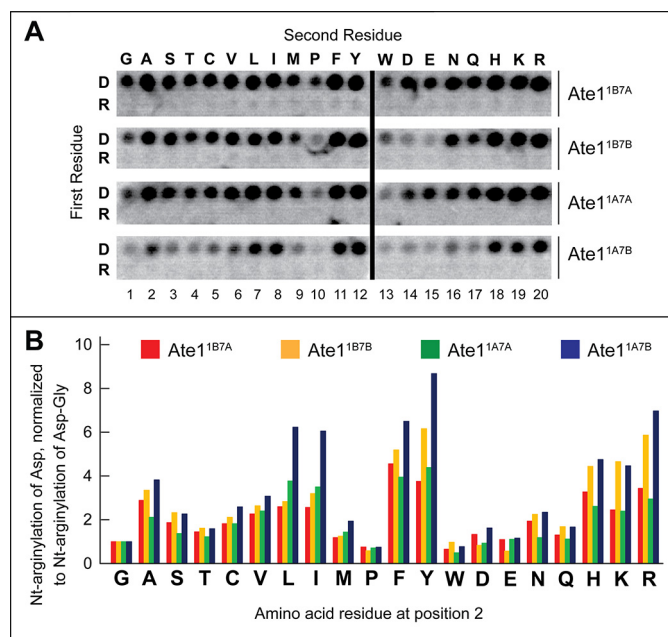 A
Second Residue
G A S T C V L I M P F Y W D E N Q H K R
First Residue
D
R
Ate1 1B7A
D
R
Ate1 1B7B
D
R
Ate1 1A7A
D
R
Ate1 1A7B
1 2 3 4 5 6 7 8 9 10 11 12 13 14 15 16 17 18 19 20
B
Nt-arginylation of Asp, normalized
to Nt-arginylation of Asp-Gly
10
8
6
4
2
0
Ate1 1B7A Ate1 1B7B Ate1 1A7A Ate1 1A7B
G A S T C V L I M P F Y W D E N Q H K R
Amino acid residue at position 2